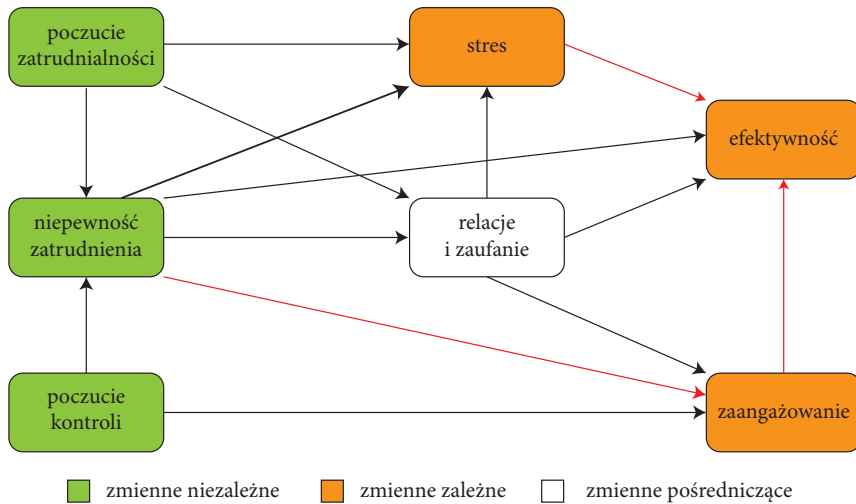 poczucie
zatrudnialności
stres
efektywność
niepewność
zatrudnienia
relacje
i zaufanie
poczucie
kontroli
zaangażowanie
zmienne niezależne
zmienne zależne
zmienne pośredniczące